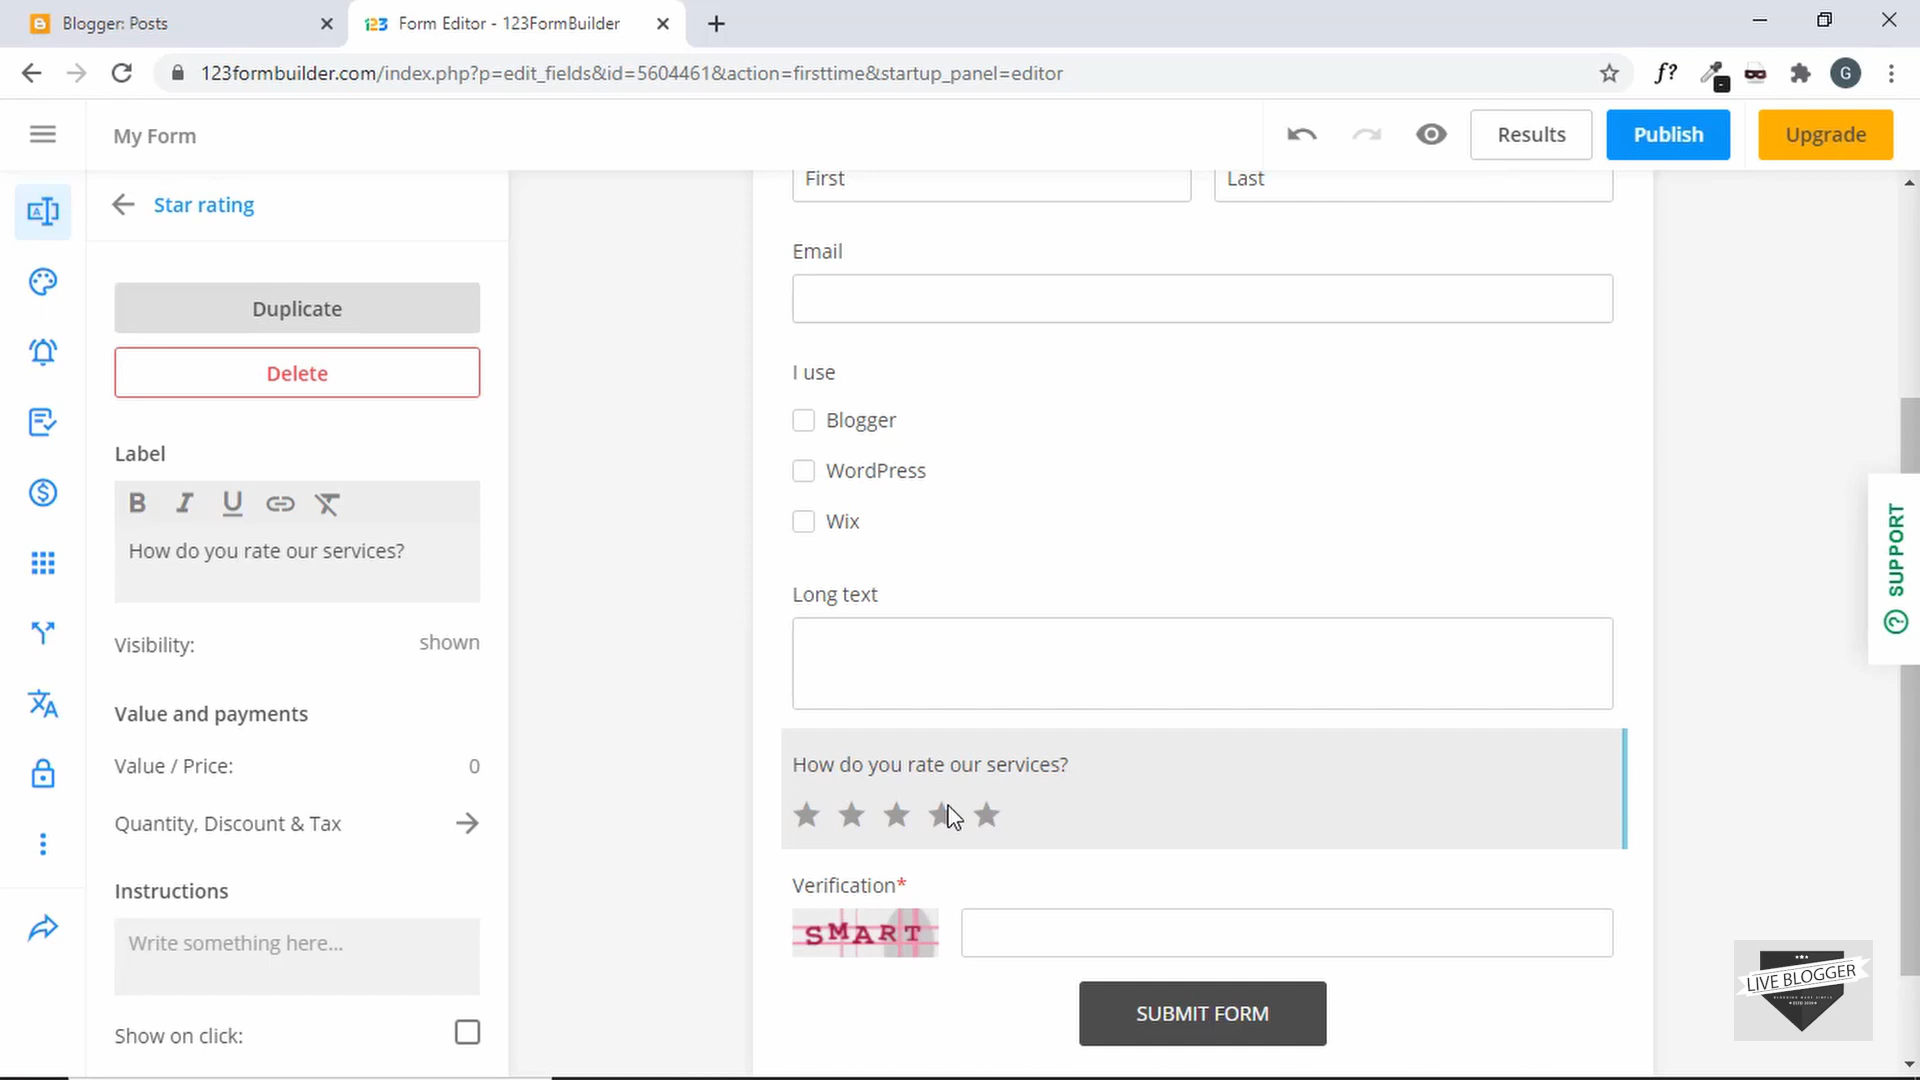 Blogger: Posts
Form Editor - 123FormBuilder
123formbuilder.com/index.php?p=edit_fields&id=5604461&action=firsttime&startup_panel=editor
f?
G
My Form
Results
Publish
Upgrade
Star rating
Duplicate
Delete
Label
B I U
How do you rate our services?
Visibility: shown
Value and payments
Value / Price: 0
Quantity, Discount & Tax
Instructions
Write something here...
Show on click:
First
Last
Email
I use
Blogger
WordPress
Wix
Long text
How do you rate our services?
Verification*
SMART
SUBMIT FORM
SUPPORT
LIVE BLOGGER